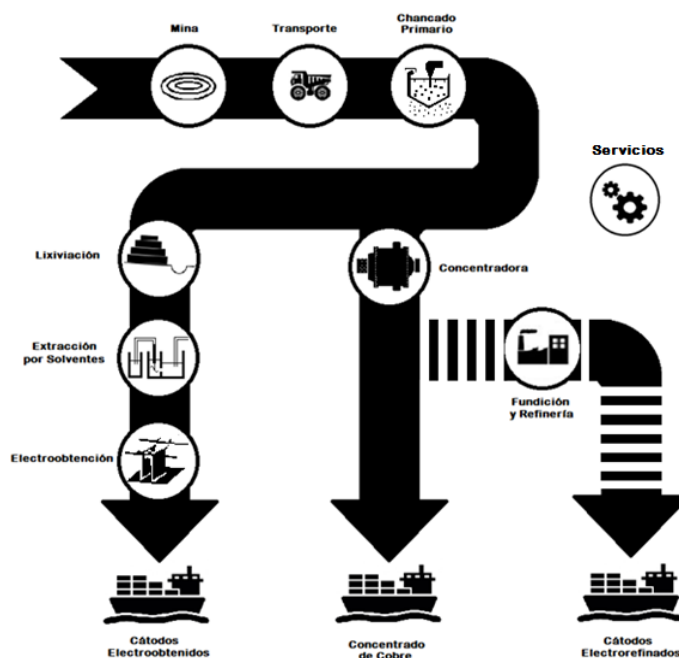 Mina
Transporte
Chancado
Primario
Servicios
Lixiviación
Concentradora
Extracción
por Solventes
Fundición
y Refinería
Electroobtención
Cátodos
Electroobtenidos
Concentrado
de Cobre
Cátodos
Electrorefinados